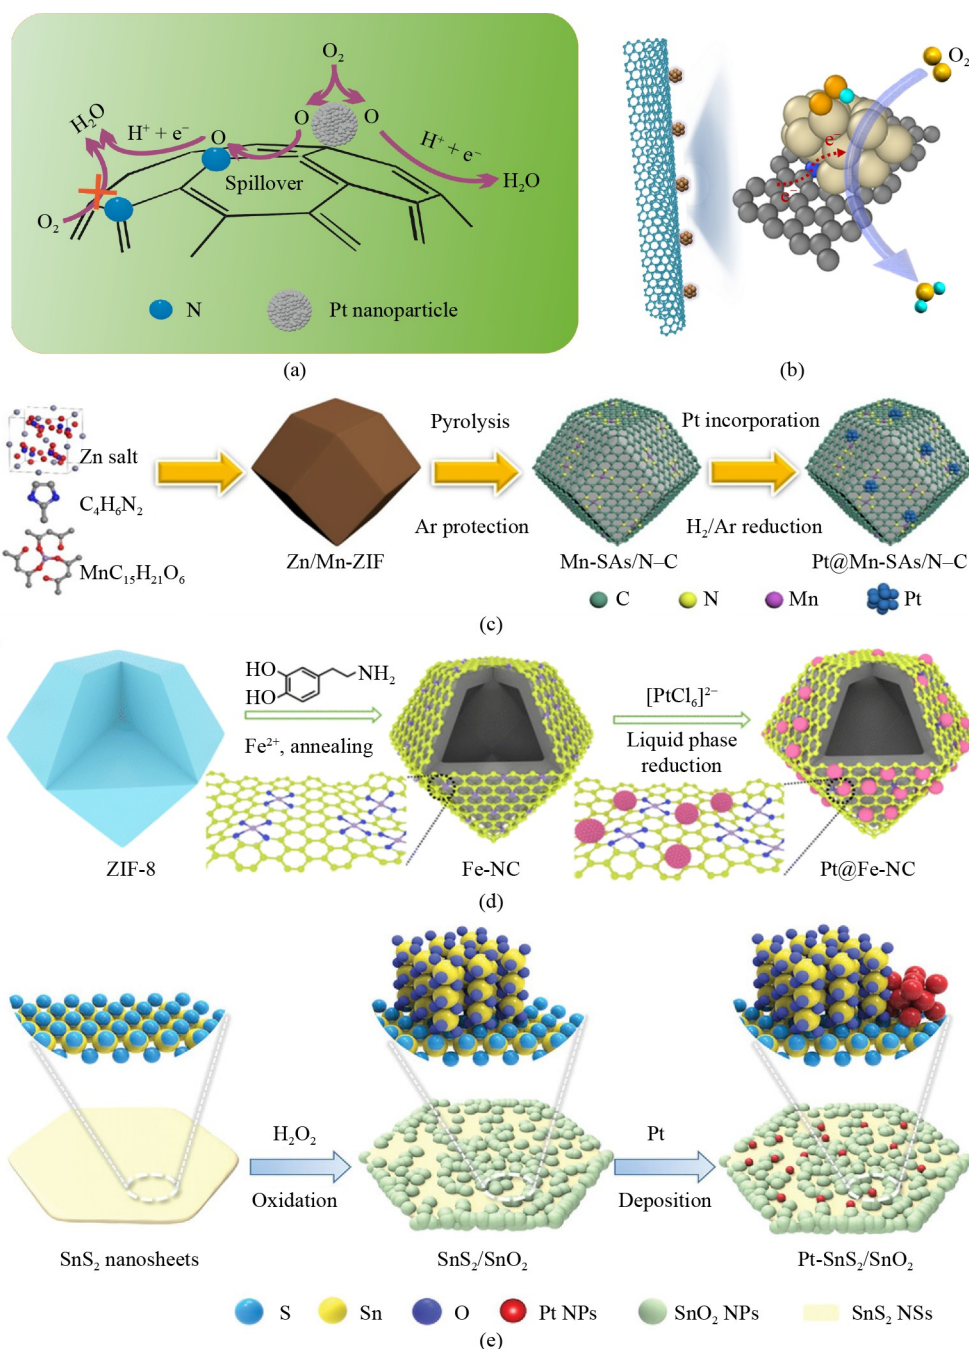 O₂
O
O
O
H₂O
H⁺ + e⁻
H⁺ + e⁻
Spillover
H₂O
O₂
N
Pt nanoparticle
(a)
O₂
e⁻
e⁻
(b)
Zn salt
C₄H₆N₂
MnC₁₅H₂₁O₆
Zn/Mn-ZIF
Pyrolysis
Ar protection
Mn-SAs/N–C
Pt incorporation
H₂/Ar reduction
Pt@Mn-SAs/N–C
C
N
Mn
Pt
(c)
ZIF-8
HO
HO
NH₂
Fe²⁺, annealing
Fe-NC
[PtCl₆]²⁻
Liquid phase
reduction
Pt@Fe-NC
(d)
SnS₂ nanosheets
H₂O₂
Oxidation
SnS₂/SnO₂
Pt
Deposition
Pt-SnS₂/SnO₂
S
Sn
O
Pt NPs
SnO₂ NPs
SnS₂ NSs
(e)